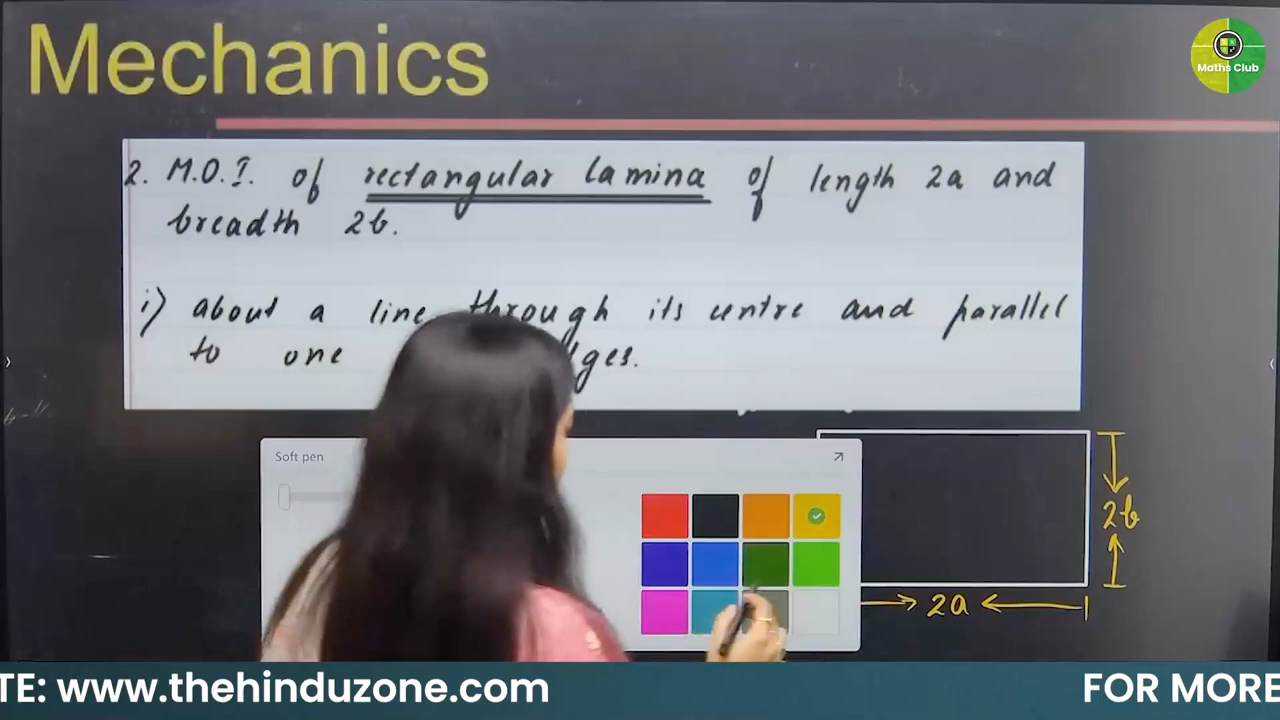 Mechanics
Maths Club
2. M.O.I. of rectangular lamina of length 2a and
breadth 2b.
i) about a line through its centre and parallel
to one
Soft pen
2b
2a
TE: www.thehinduzone.com
FOR MORE